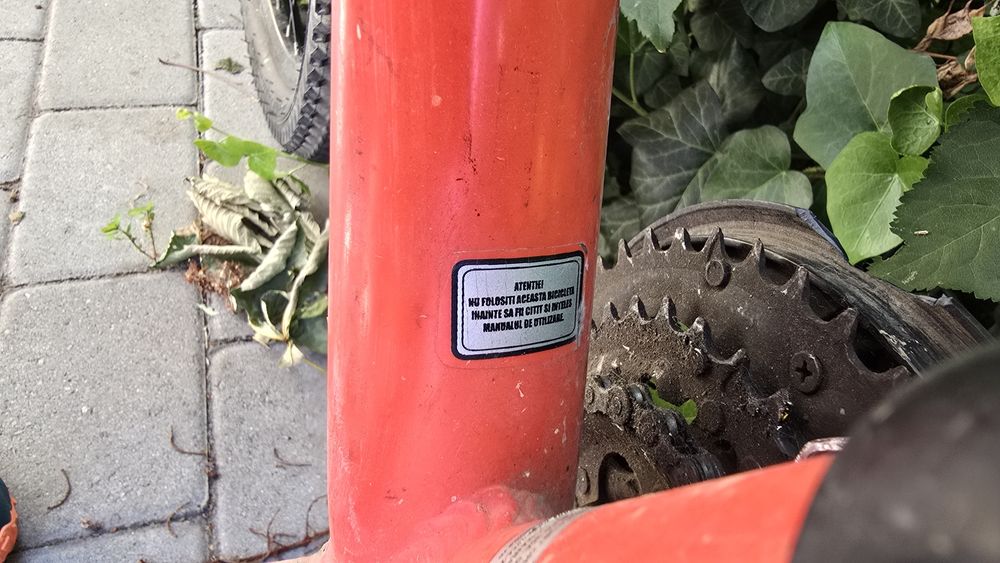 ATENTIE!
NU FOLOSITI ACEASTA BICICLETA
INAINTE SA FII CITIT SI INTELES
MANUALUL DE UTILIZARE.